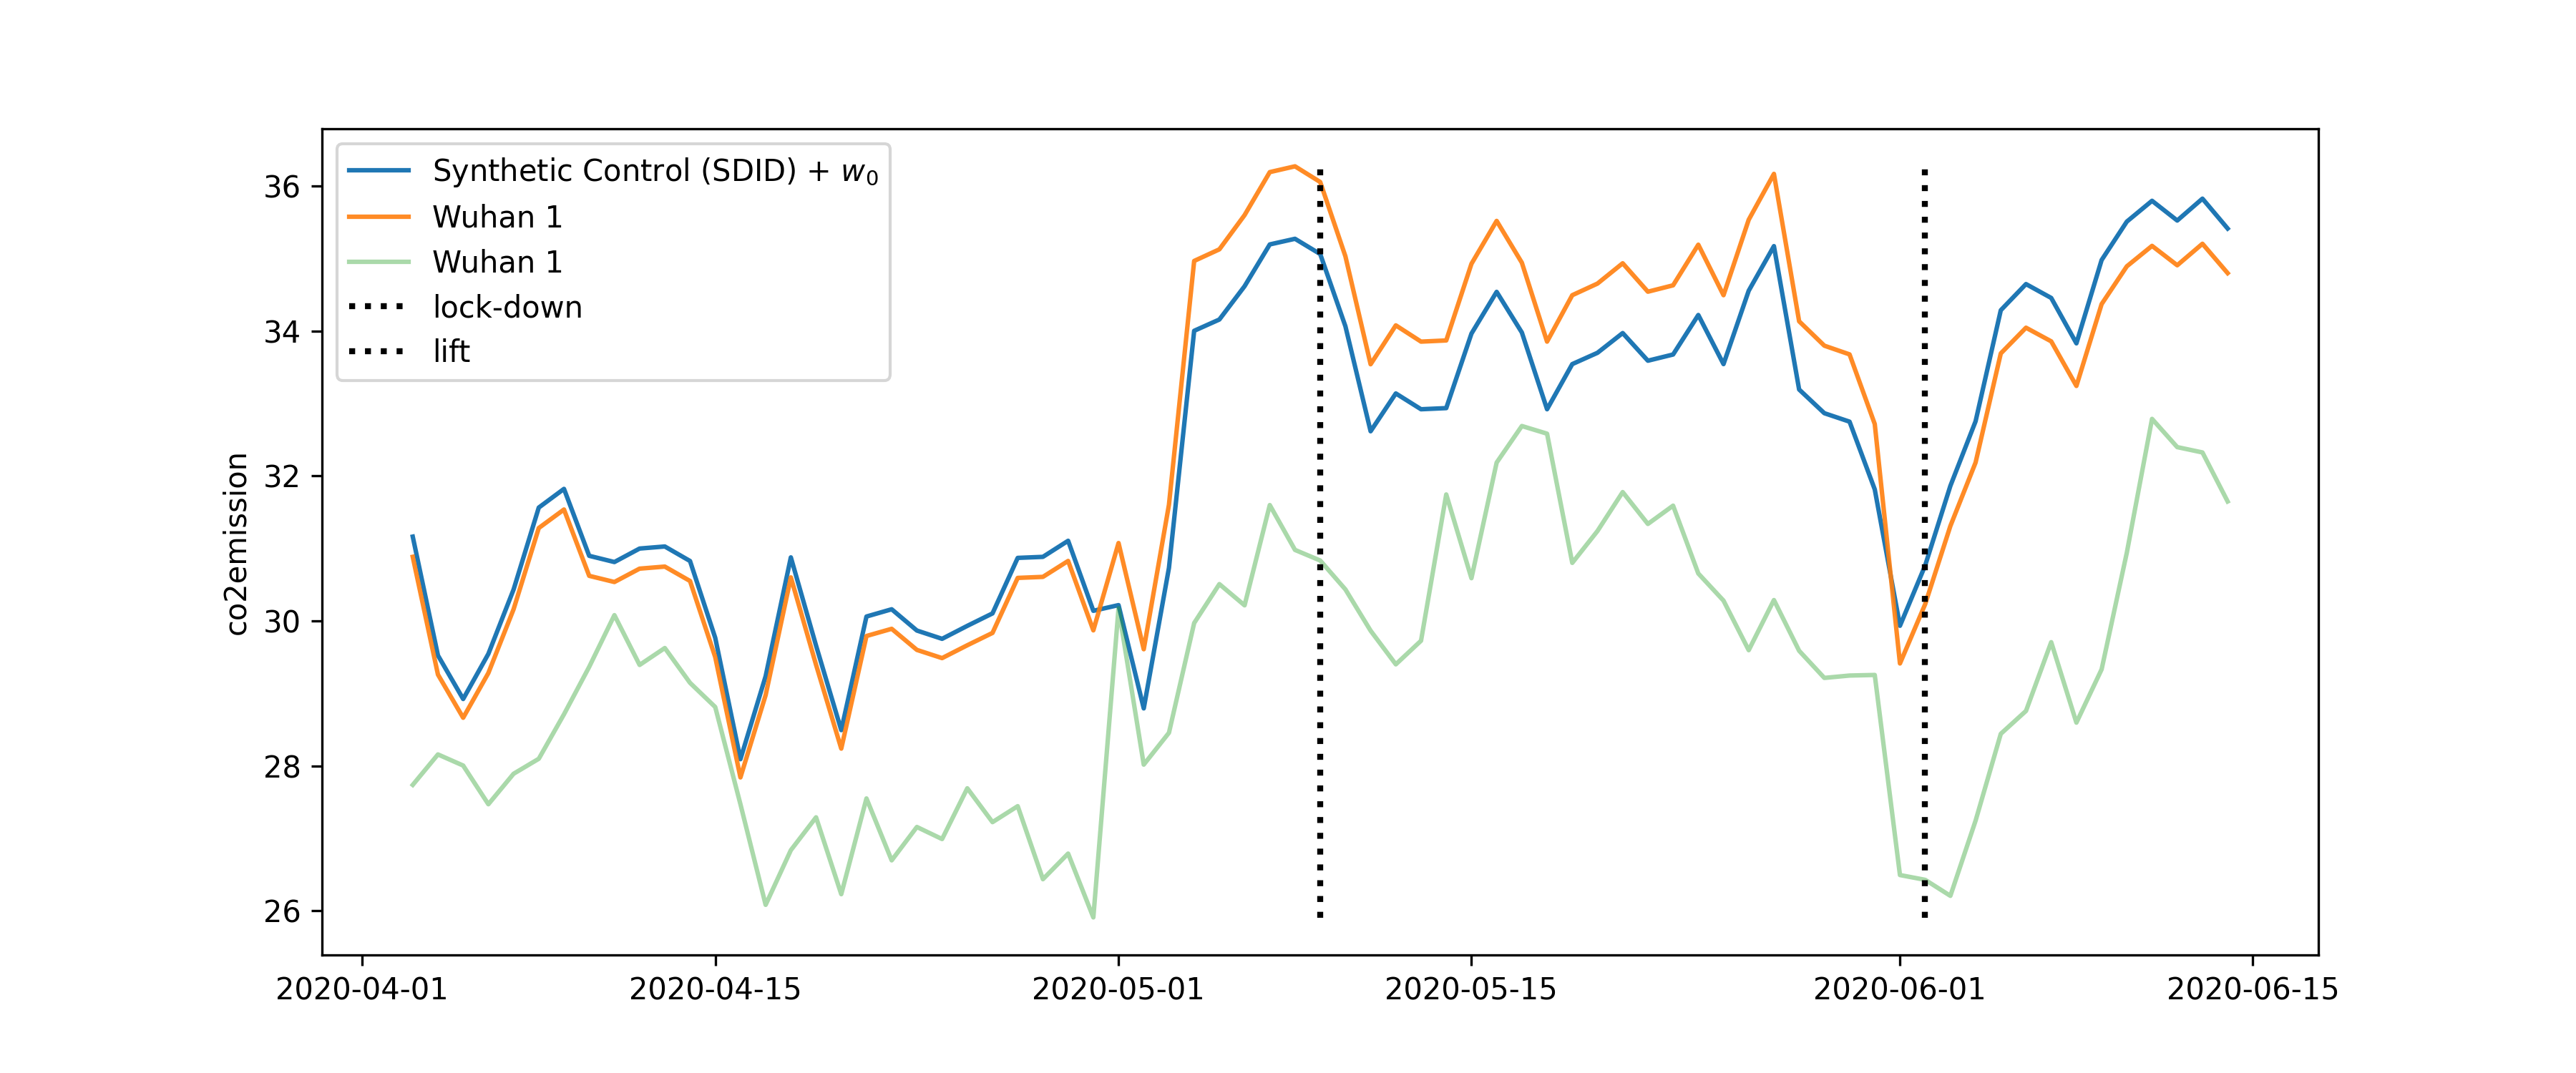 Synthetic Control (SDID) + w₀
Wuhan 1
Wuhan 1
lock-down
lift
co2emission
36
34
32
30
28
26
2020-04-01
2020-04-15
2020-05-01
2020-05-15
2020-06-01
2020-06-15